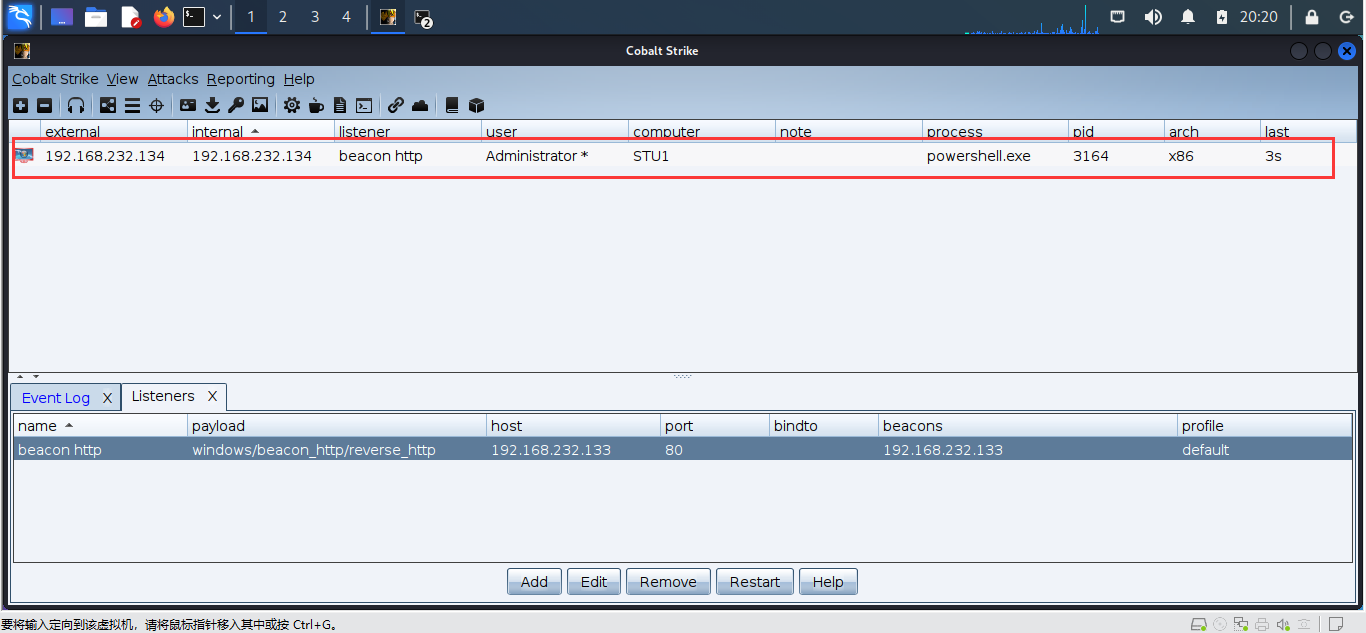 1 2 3 4 2 20:20
Cobalt Strike
Cobalt Strike View Attacks Reporting Help
external internal listener user computer note process pid arch last
192.168.232.134 192.168.232.134 beacon http Administrator * STU1 powershell.exe 3164 x86 3s
Event Log X Listeners X
name payload host port bindto beacons profile
beacon http windows/beacon_http/reverse_http 192.168.232.133 80 192.168.232.133 default
Add Edit Remove Restart Help
要将输入定向到该虚拟机，请将鼠标指针移入其中或按 Ctrl+G。